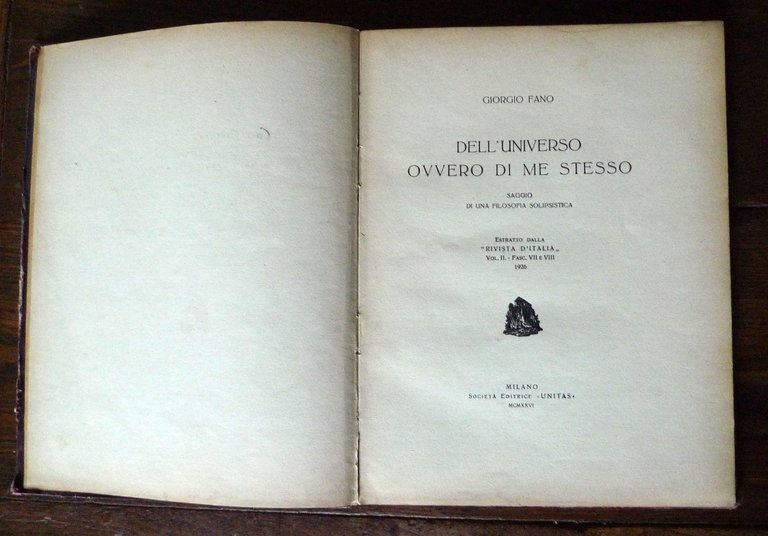 GIORGIO FANO
DELL'UNIVERSO
OVVERO DI ME STESSO
SAGGIO
DI UNA FILOSOFIA SOLIPSISTICA
ESTRATTO DALLA
"RIVISTA D'ITALIA„
VOL. II. - FASC. VII E VIII
1926
MILANO
SOCIETÀ EDITRICE «UNITAS»
MCMXXVI